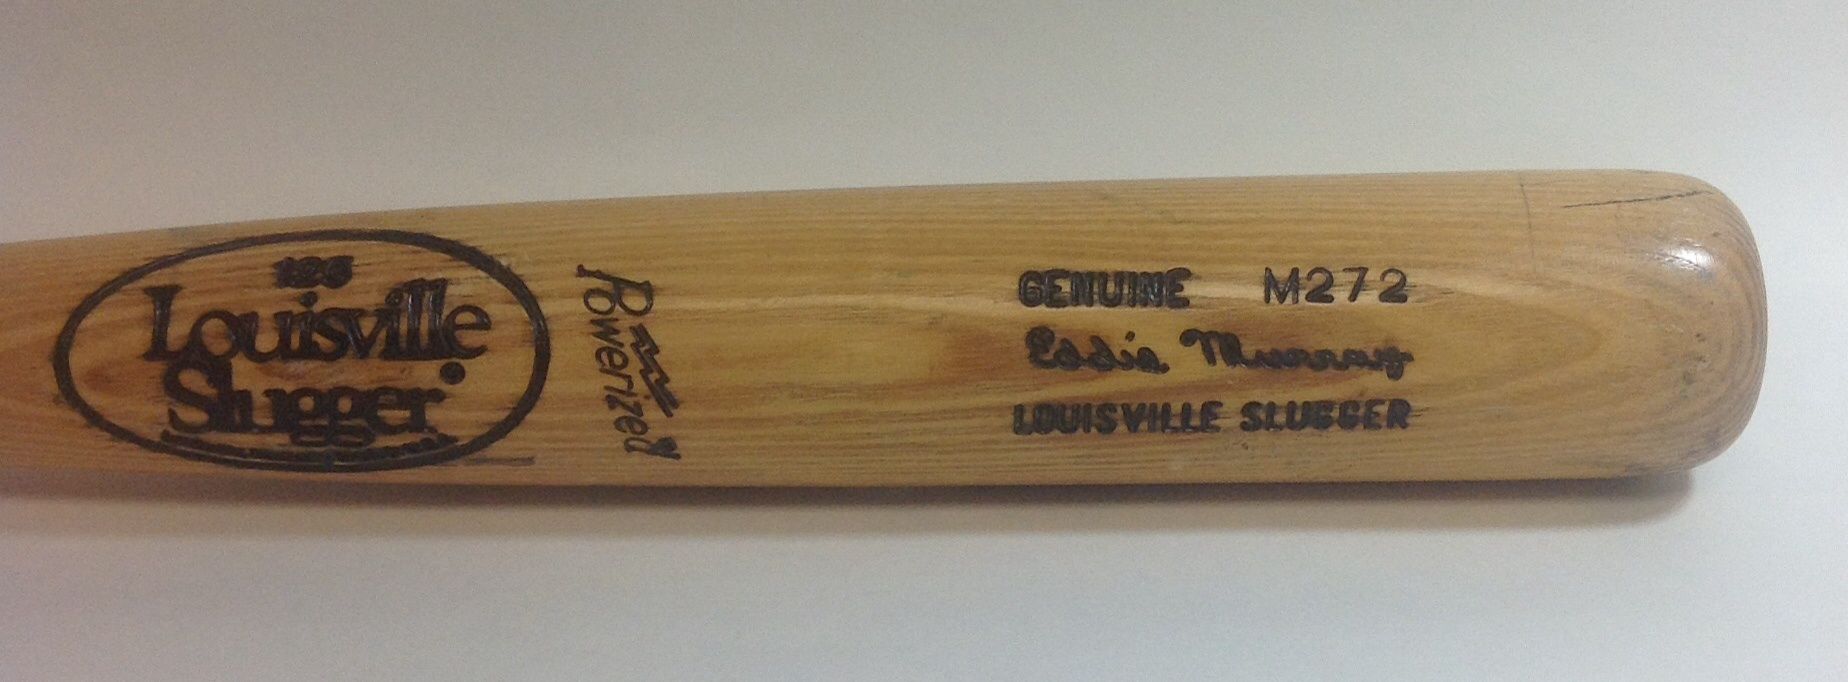 125
Louisville
Slugger®
Powerized
GENUINE M272
Eddie Murray
LOUISVILLE SLUGGER